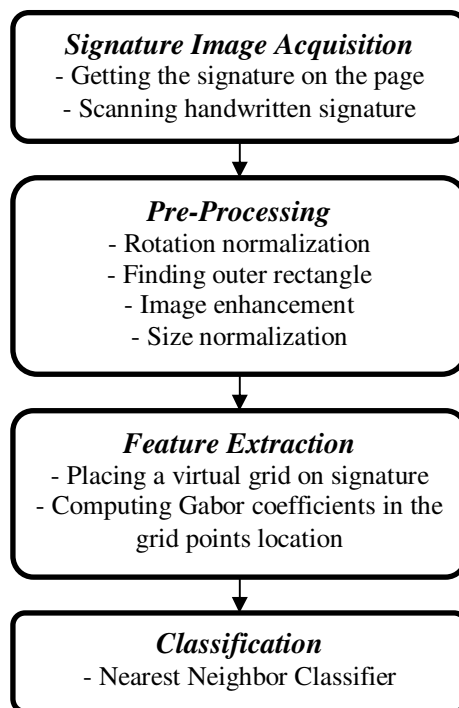 Signature Image Acquisition
- Getting the signature on the page
- Scanning handwritten signature
Pre-Processing
- Rotation normalization
- Finding outer rectangle
- Image enhancement
- Size normalization
Feature Extraction
- Placing a virtual grid on signature
- Computing Gabor coefficients in the
grid points location
Classification
- Nearest Neighbor Classifier